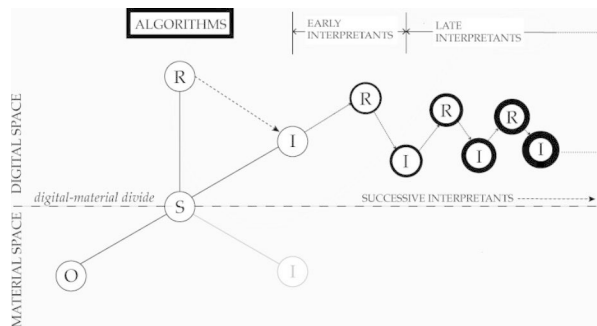 ALGORITHMS
EARLY
INTERPRETANTS
LATE
INTERPRETANTS
R
R
R
R
I
I
I
I
DIGITAL SPACE
digital-material divide
S
SUCCESSIVE INTERPRETANTS
MATERIAL SPACE
O
I